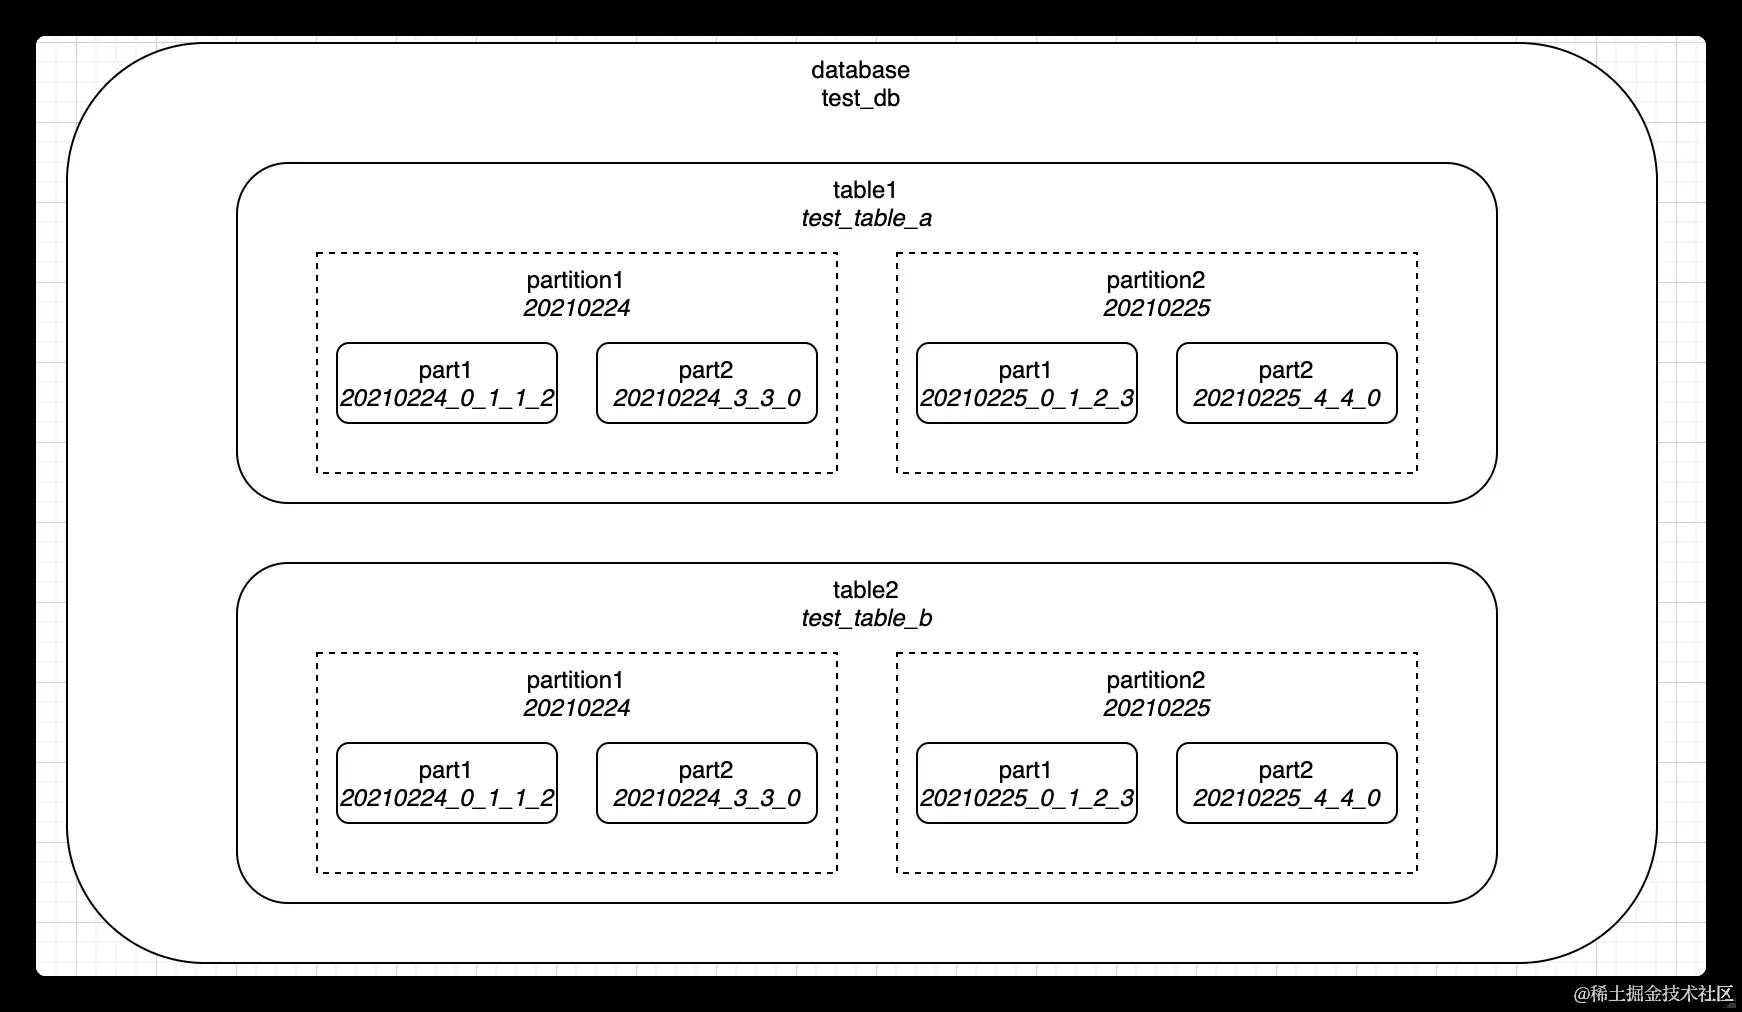 database
test_db
table1
test_table_a
partition1
20210224
part1
20210224_0_1_1_2
part2
20210224_3_3_0
partition2
20210225
part1
20210225_0_1_2_3
part2
20210225_4_4_0
table2
test_table_b
partition1
20210224
part1
20210224_0_1_1_2
part2
20210224_3_3_0
partition2
20210225
part1
20210225_0_1_2_3
part2
20210225_4_4_0
@稀土掘金技术社区